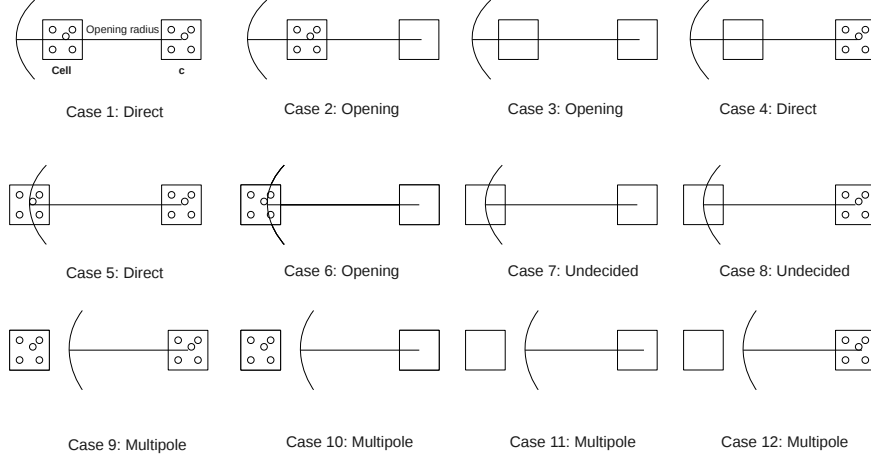 Opening radius
Cell
c
Case 1: Direct
Case 2: Opening
Case 3: Opening
Case 4: Direct
Case 5: Direct
Case 6: Opening
Case 7: Undecided
Case 8: Undecided
Case 9: Multipole
Case 10: Multipole
Case 11: Multipole
Case 12: Multipole